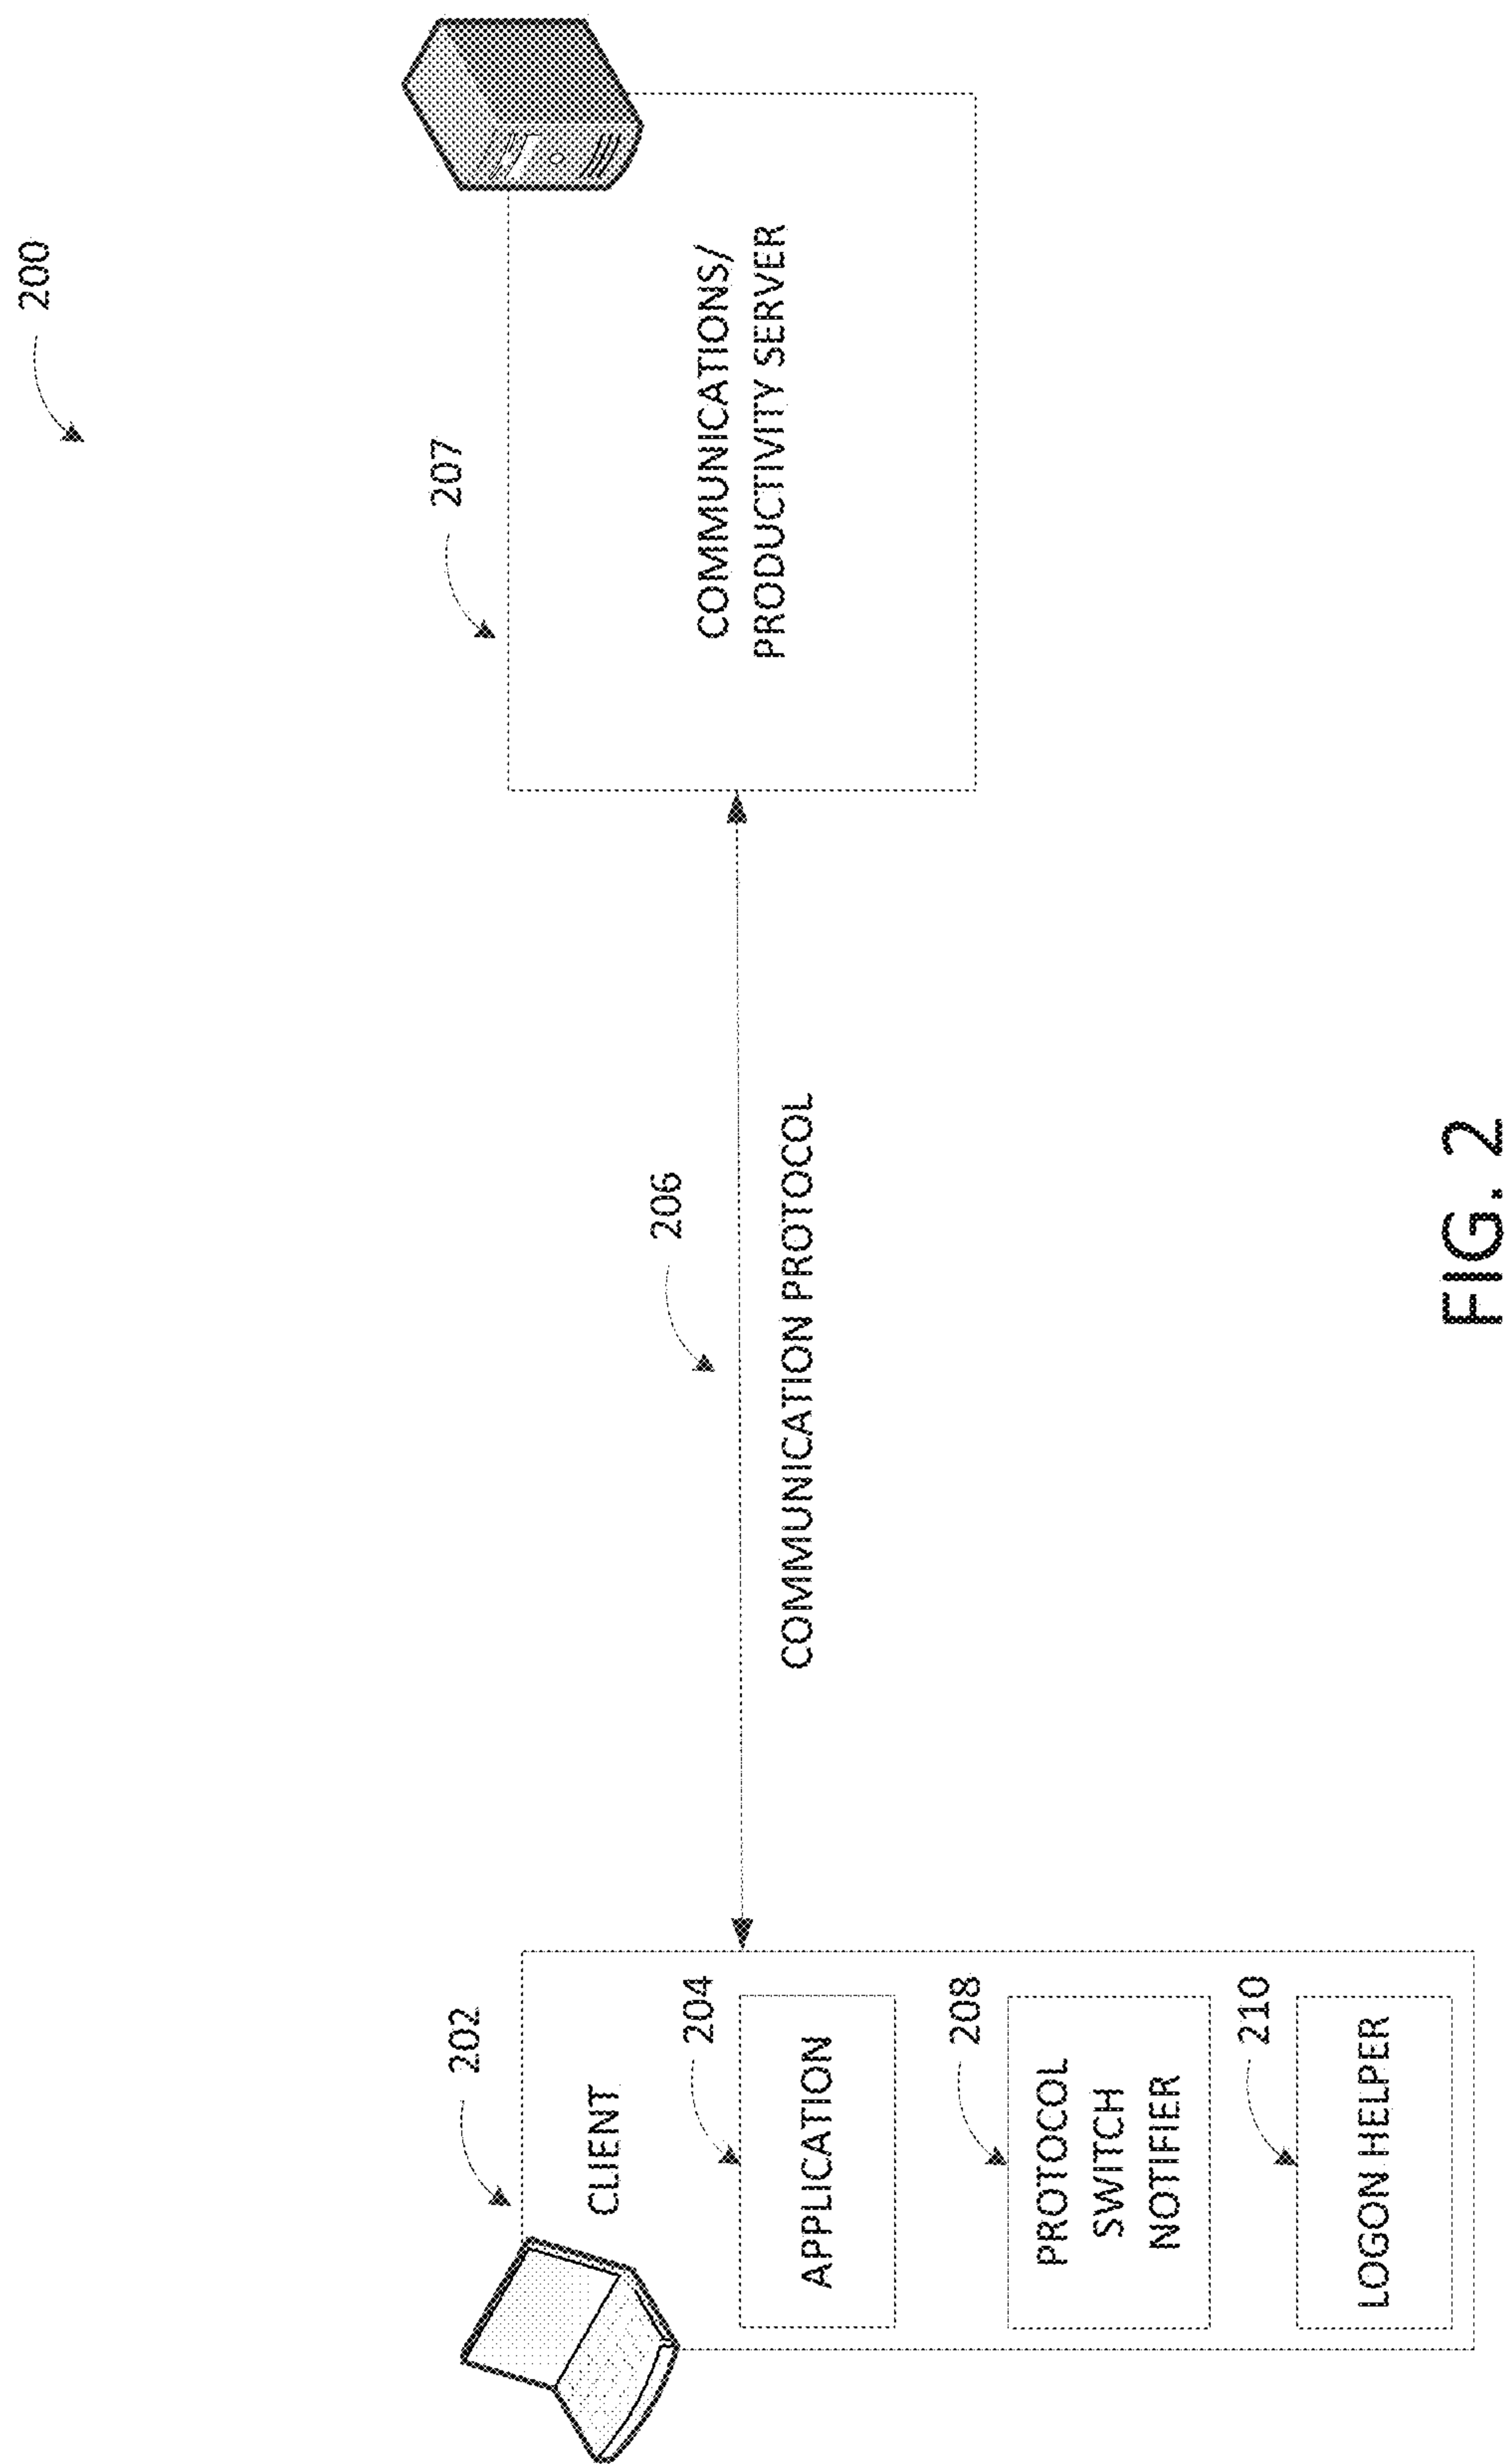 200
202
CLIENT
204
APPLICATION
208
PROTOCOL
SWITCH
NOTIFIER
210
LOGON HELPER
206
COMMUNICATION PROTOCOL
207
COMMUNICATIONS/
PRODUCTIVITY SERVER
FIG. 2